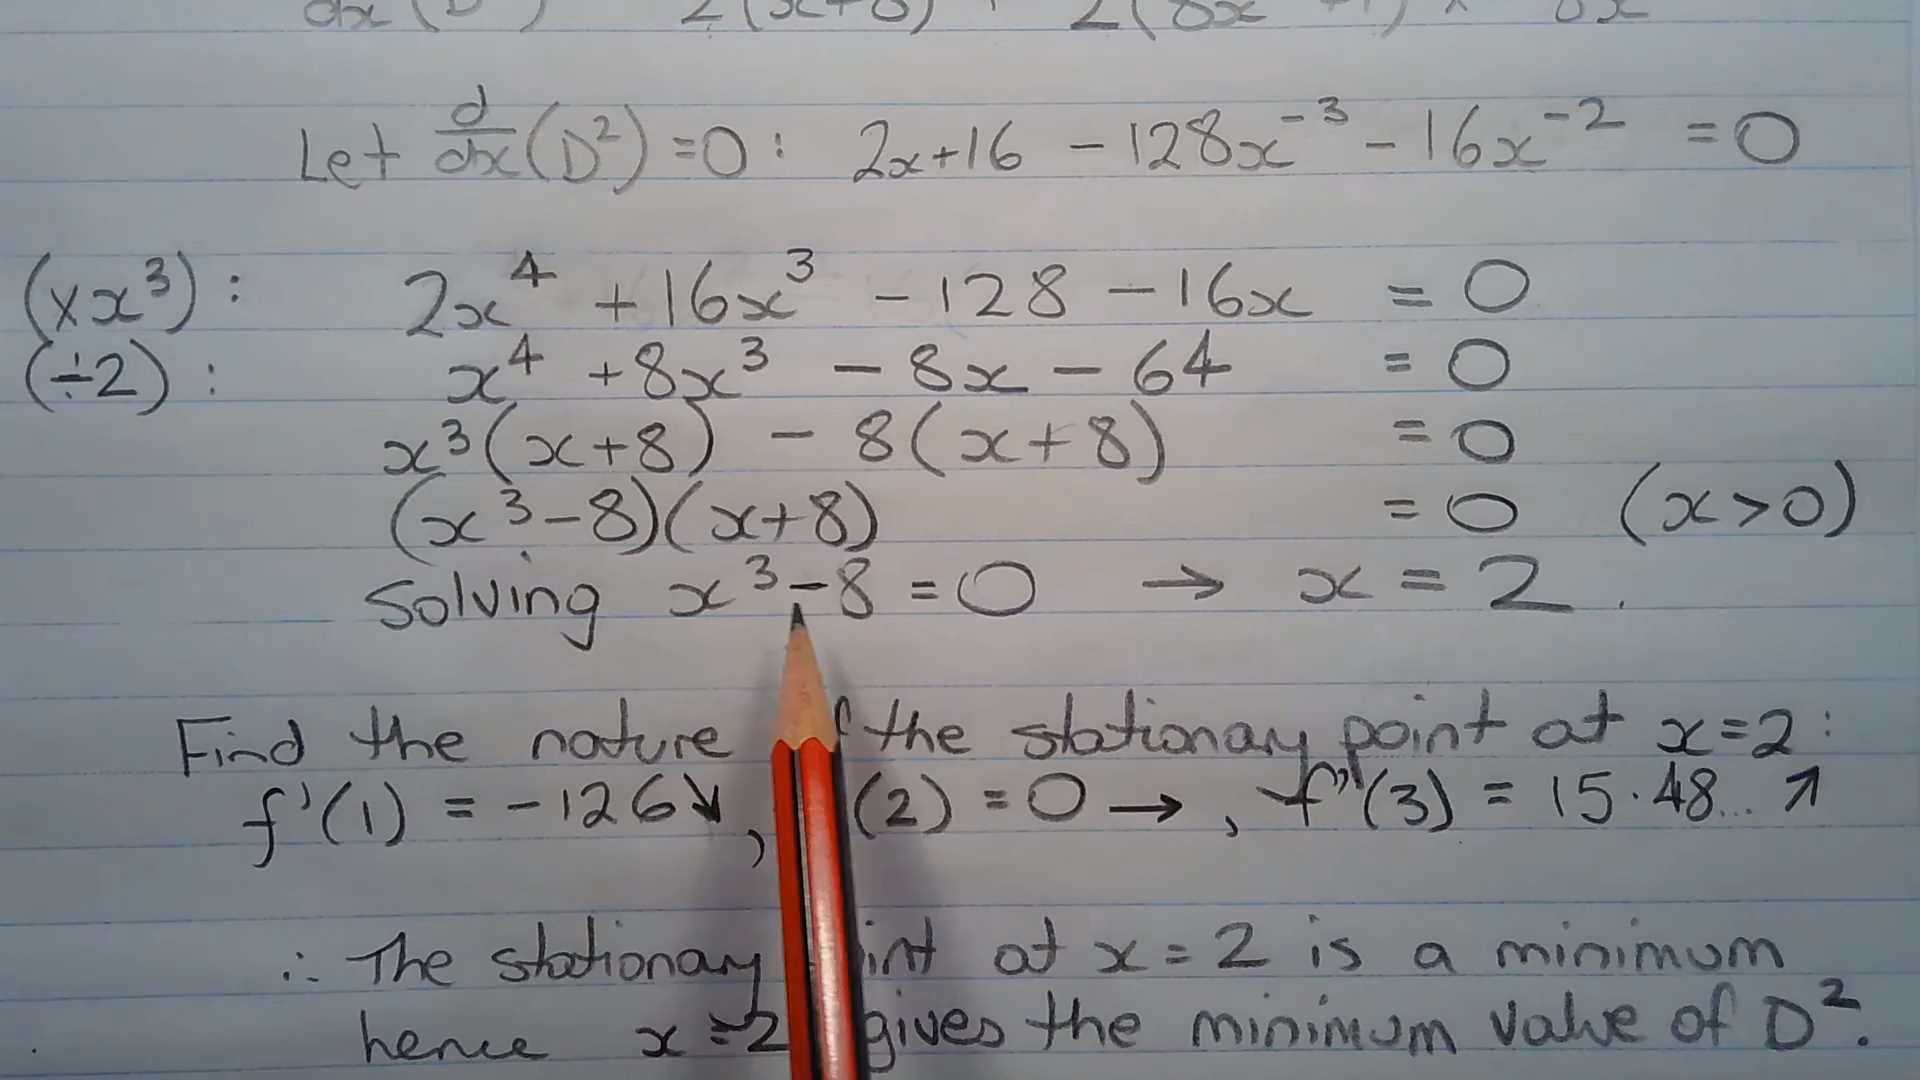 Let d/dx(D²) = 0 : 2x + 16 - 128x⁻³ - 16x⁻² = 0
(× x³) : 2x⁴ + 16x³ - 128 - 16x = 0
(÷2) : x⁴ + 8x³ - 8x - 64 = 0
x³(x+8) - 8(x+8) = 0
(x³-8)(x+8) = 0 (x>0)
Solving x³-8 = 0 → x = 2.
Find the nature the stationary point at x=2:
f'(1) = -126 ↘, (2) = 0 →, f'(3) = 15.48... ↗
∴ The stationary at x = 2 is a minimum
hence x = 2 gives the minimum value of D².